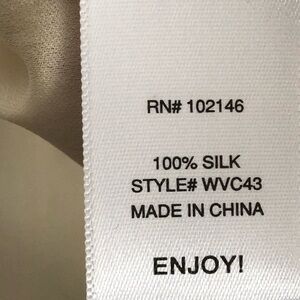 RN# 102146
100% SILK
STYLE# WVC43
MADE IN CHINA
ENJOY!